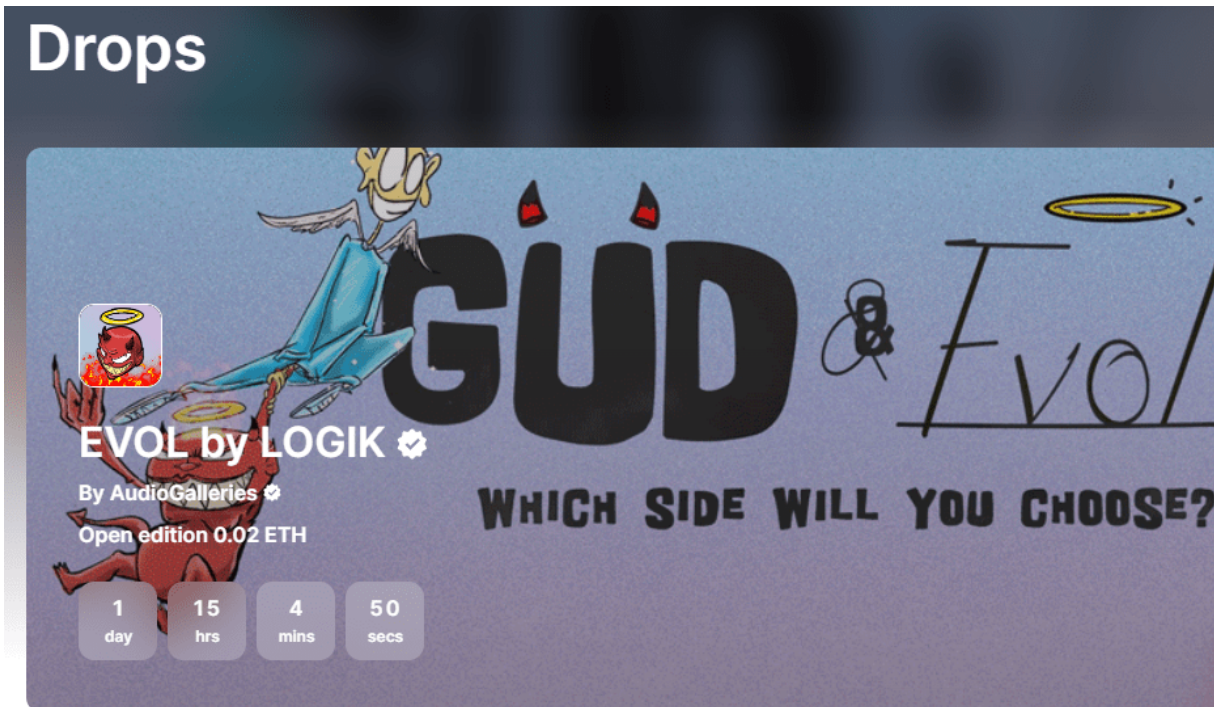 Drops
GÜD & Evol
WHICH SIDE WILL YOU CHOOSE?
EVOL by LOGIK
By AudioGalleries
Open edition 0.02 ETH
1 15 4 50
day hrs mins secs